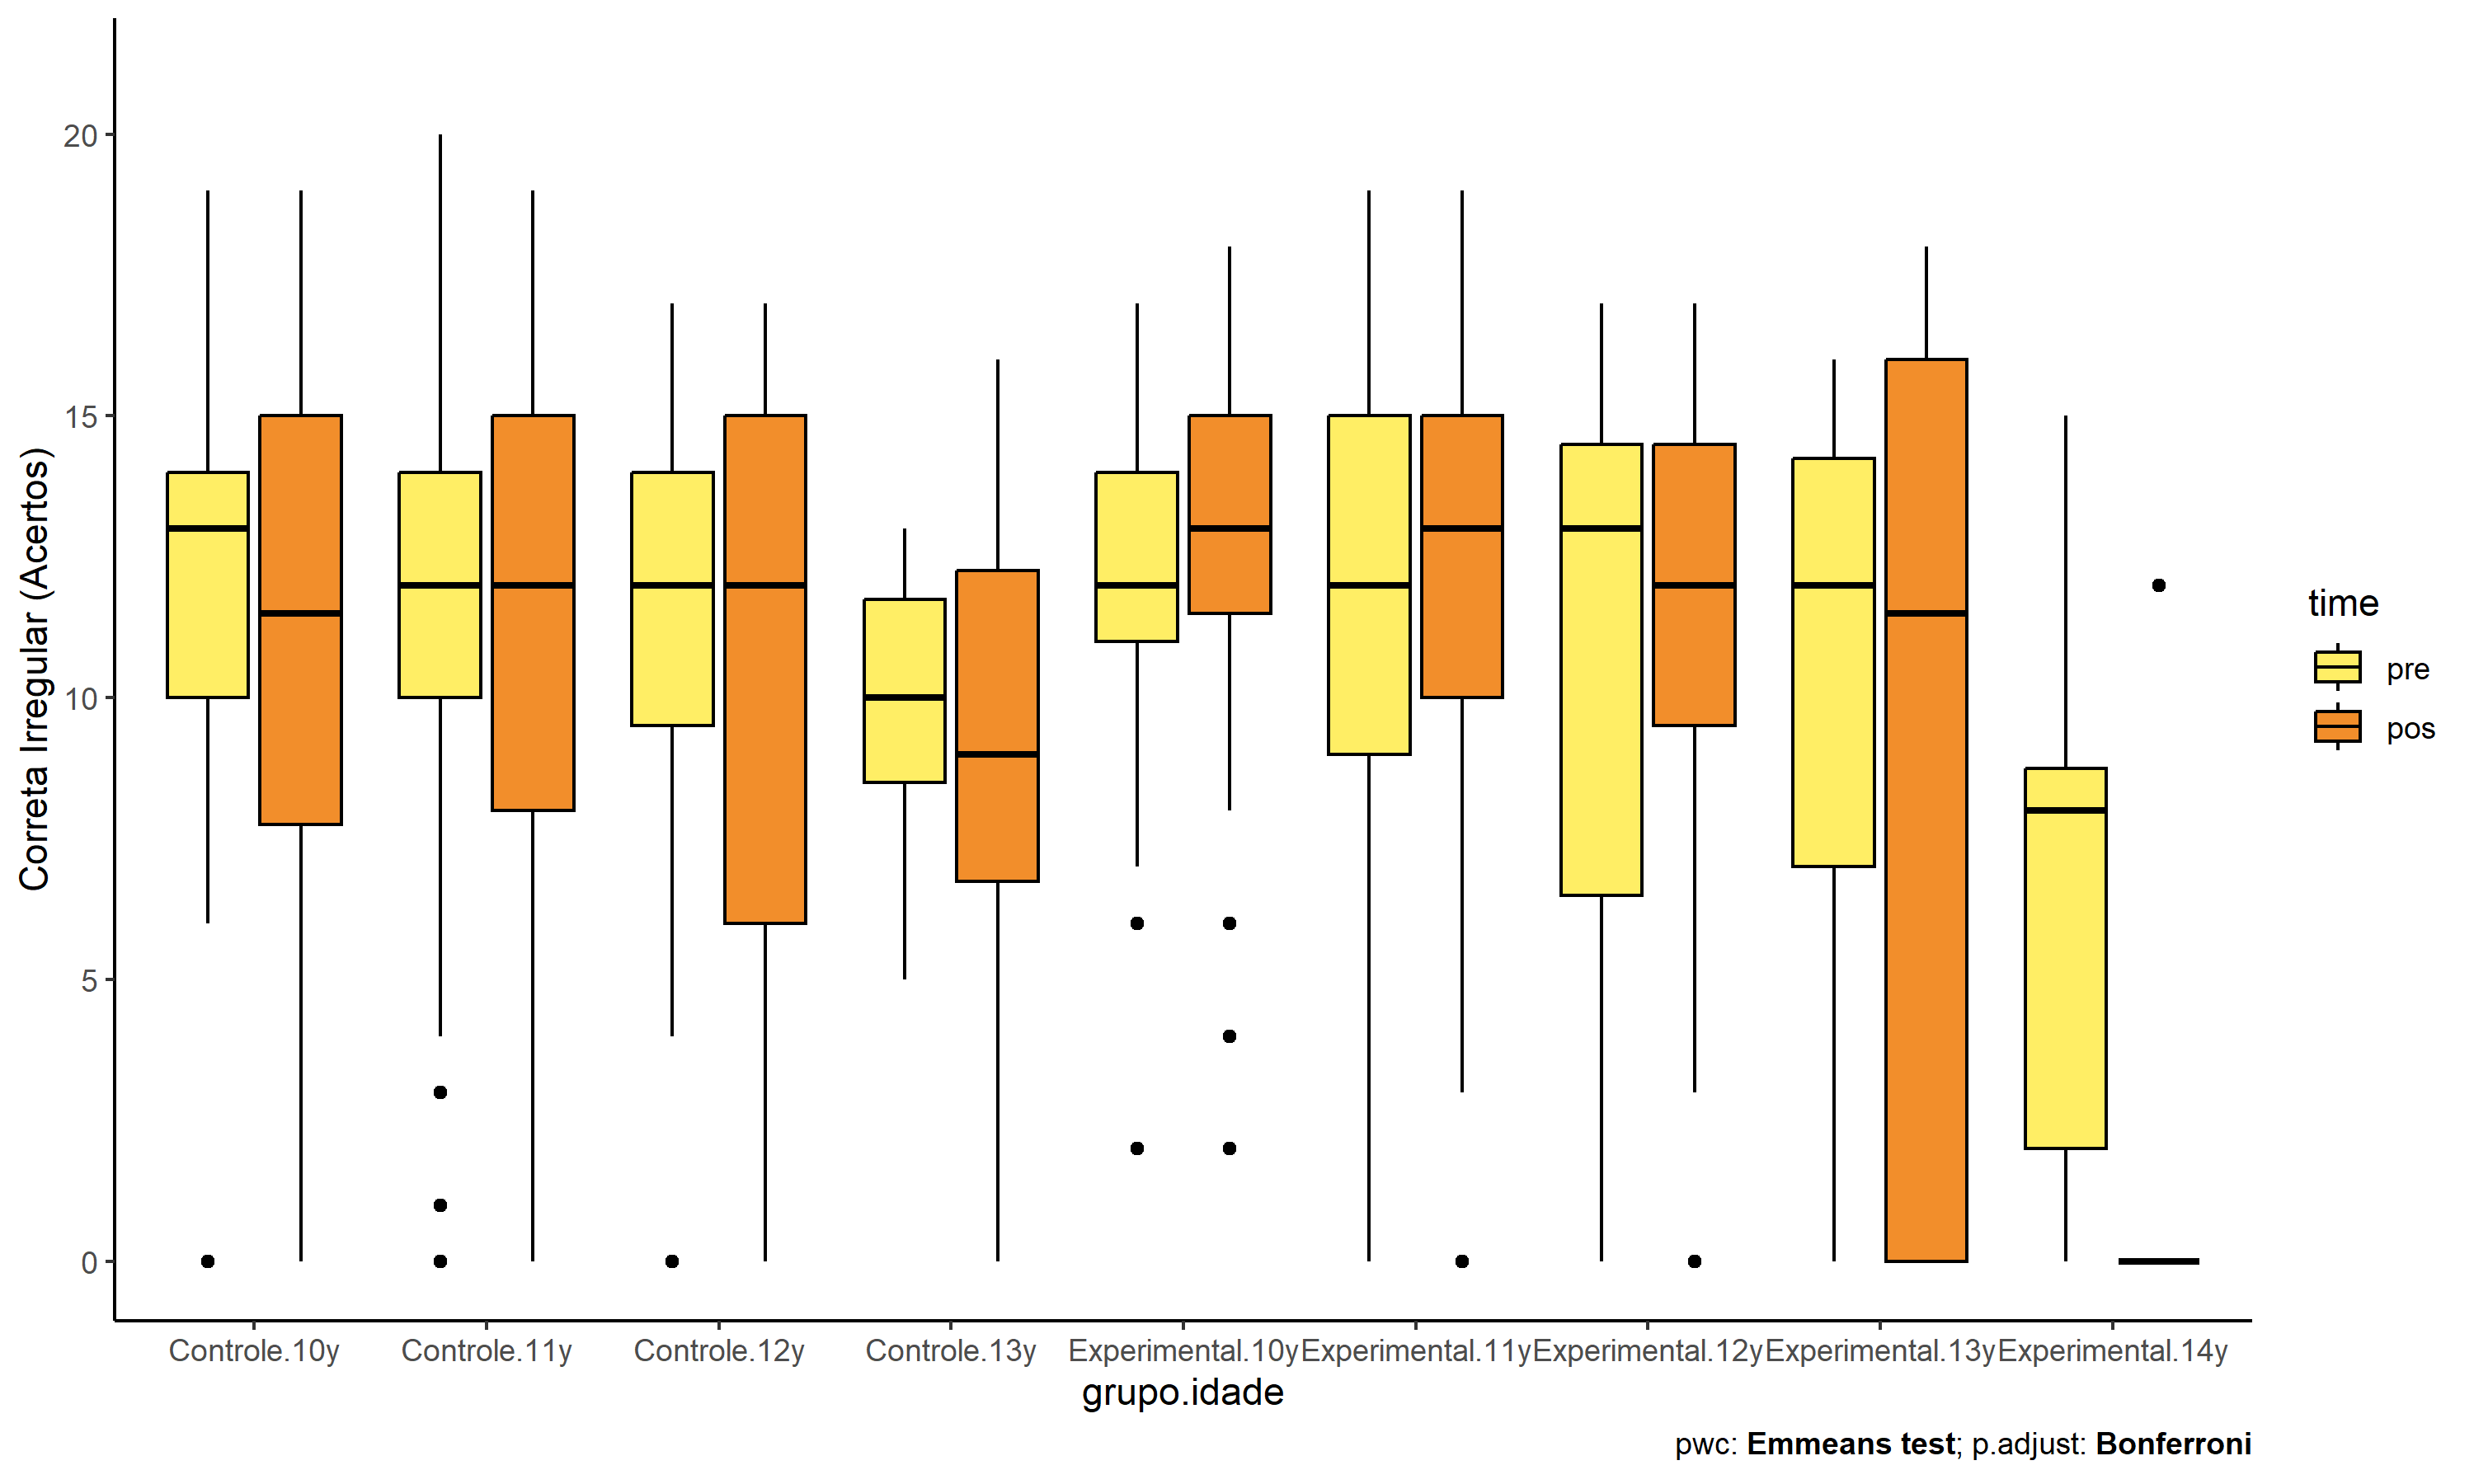 Correta Irregular (Acertos)
20
15
10
5
0
Controle.10y Controle.11y Controle.12y Controle.13y Experimental.10y Experimental.11y Experimental.12y Experimental.13y Experimental.14y
grupo.idade
time
pre
pos
pwc: Emmeans test; p.adjust: Bonferroni